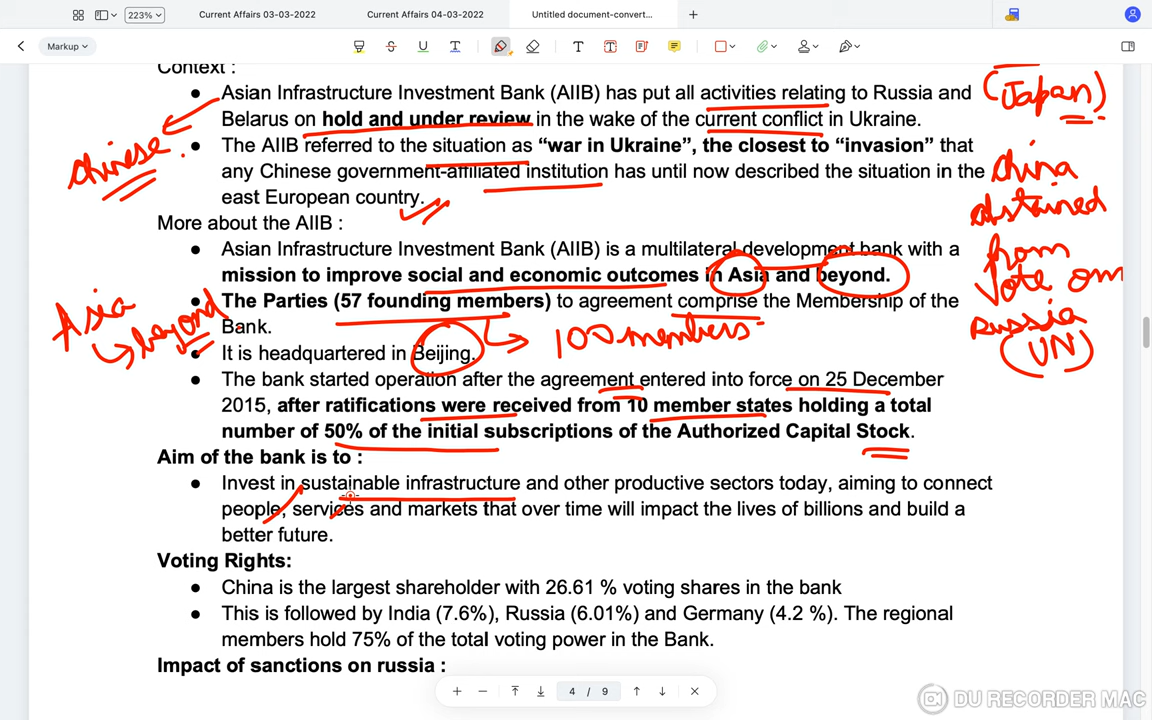 223%
Current Affairs 03-03-2022
Current Affairs 04-03-2022
Untitled document-convert...
Markup
Context :
Asian Infrastructure Investment Bank (AIIB) has put all activities relating to Russia and
Belarus on hold and under review in the wake of the current conflict in Ukraine.
The AIIB referred to the situation as “war in Ukraine”, the closest to “invasion” that
any Chinese government-affiliated institution has until now described the situation in the
east European country.
More about the AIIB :
Asian Infrastructure Investment Bank (AIIB) is a multilateral development bank with a
mission to improve social and economic outcomes in Asia and beyond.
The Parties (57 founding members) to agreement comprise the Membership of the
Bank.
It is headquartered in Beijing.
The bank started operation after the agreement entered into force on 25 December
2015, after ratifications were received from 10 member states holding a total
number of 50% of the initial subscriptions of the Authorized Capital Stock.
Aim of the bank is to :
Invest in sustainable infrastructure and other productive sectors today, aiming to connect
people, services and markets that over time will impact the lives of billions and build a
better future.
Voting Rights:
China is the largest shareholder with 26.61 % voting shares in the bank
This is followed by India (7.6%), Russia (6.01%) and Germany (4.2 %). The regional
members hold 75% of the total voting power in the Bank.
Impact of sanctions on russia :
chinese
Asia
beyond
100 members
(Japan)
china
abstained
from
vote on
Russia
(UN)
4 / 9
DU RECORDER MAC